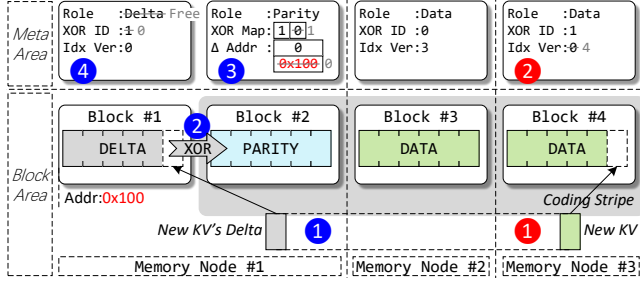 Meta
Area
Role :Delta Free
XOR ID :1 0
Idx Ver:0
4
Role :Parity
XOR Map: 1 0 1
Δ Addr : 0
0x100 0
3
Role :Data
XOR ID :0
Idx Ver:3
Role :Data
XOR ID :1
Idx Ver:0 4
2
Block
Area
Block #1
DELTA
Addr:0x100
2
XOR
Block #2
PARITY
Block #3
DATA
Block #4
DATA
Coding Stripe
New KV's Delta
1
1
New KV
Memory Node #1
Memory Node #2
Memory Node #3